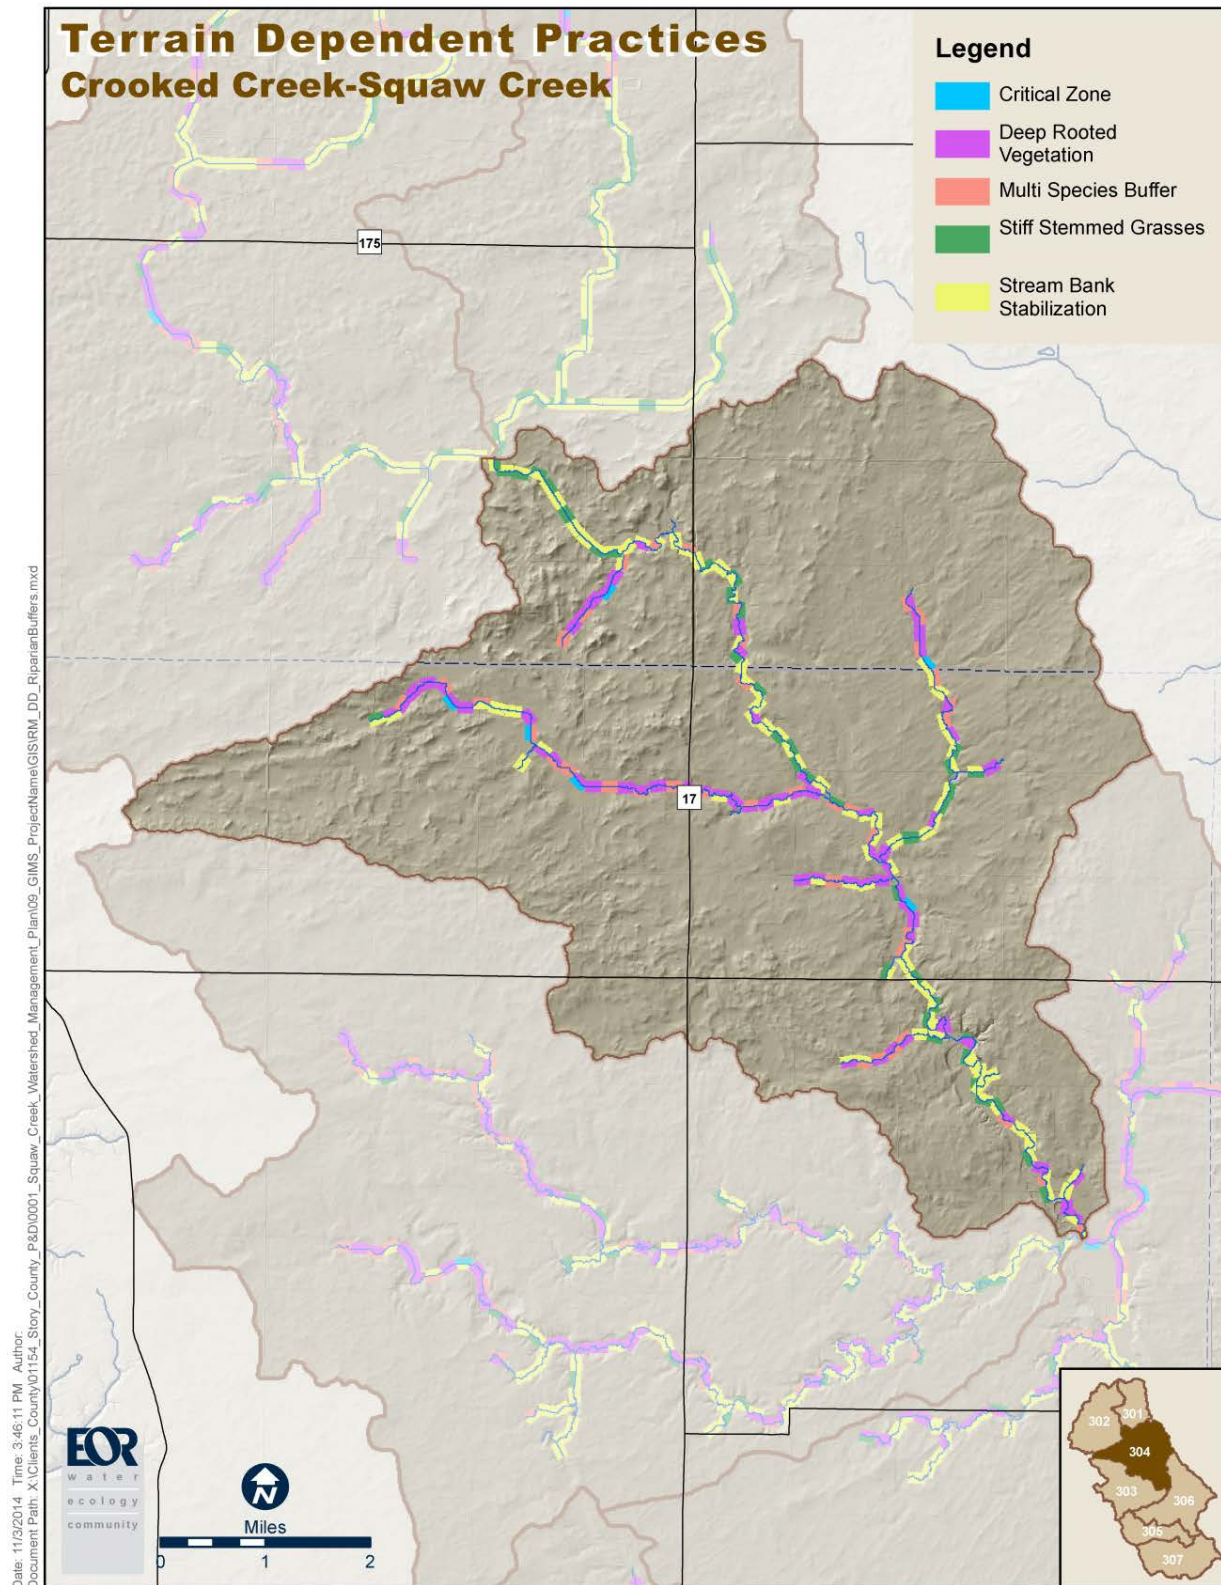 Terrain Dependent Practices
Crooked Creek-Squaw Creek
Legend
Critical Zone
Deep Rooted
Vegetation
Multi Species Buffer
Stiff Stemmed Grasses
Stream Bank
Stabilization
175
17
Date: 11/3/2014 Time: 3:46:11 PM Author:
Document Path: X:\Clients_County\01154_Story_County_P&D\0001_Squaw_Creek_Watershed_Management_Plan\09_GIMS_ProjectName\GIS\RM_DD_RiparianBuffers.mxd
EOR
water
ecology
community
N
Miles
0 1 2
301
302
304
303
306
305
307